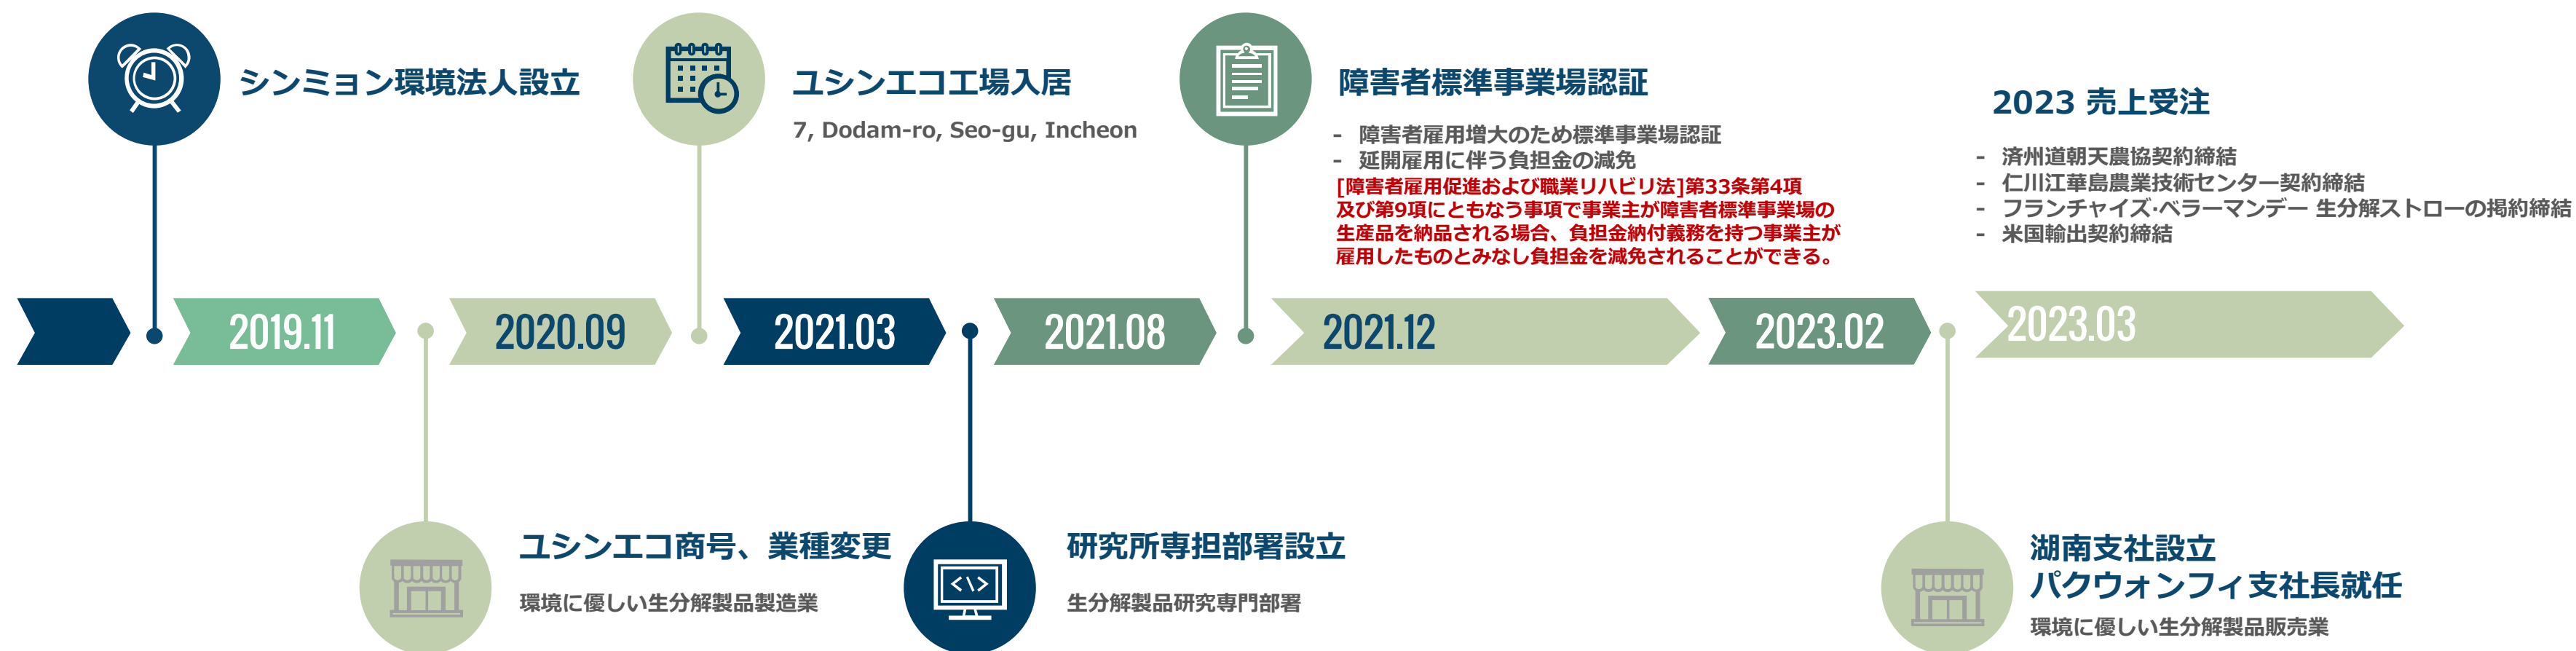 シンミョン環境法人設立
ユシンエコ工場入居
7, Dodam-ro, Seo-gu, Incheon
障害者標準事業場認証
- 障害者雇用増大のため標準事業場認証
- 延開雇用に伴う負担金の減免
[障害者雇用促進および職業リハビリ法]第33条第4項
及び第9項にともなう事項で事業主が障害者標準事業場の
生産品を納品される場合、負担金納付義務を持つ事業主が
雇用したものとみなし負担金を減免されることができる。
2023 売上受注
- 済州道朝天農協契約締結
- 仁川江華島農業技術センター契約締結
- フランチャイズ·ベラーマンデー 生分解ストローの掲約締結
- 米国輸出契約締結
2019.11
2020.09
2021.03
2021.08
2021.12
2023.02
2023.03
ユシンエコ商号、業種変更
環境に優しい生分解製品製造業
研究所専担部署設立
生分解製品研究専門部署
湖南支社設立
パクウォンフィ支社長就任
環境に優しい生分解製品販売業